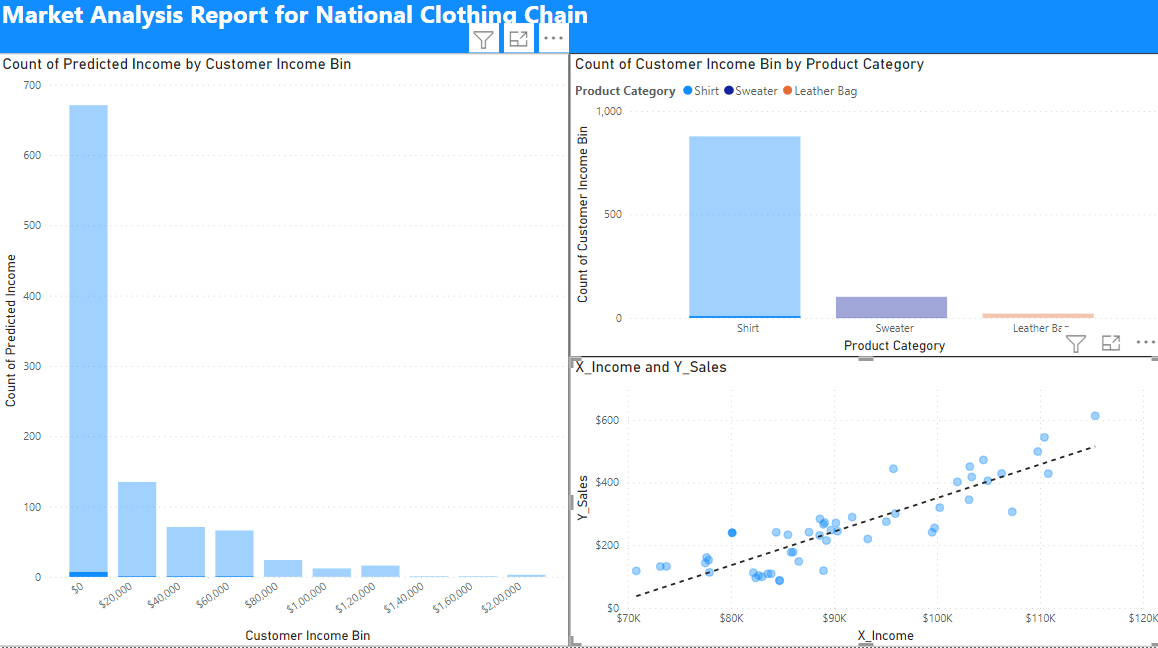 Market Analysis Report for National Clothing Chain
Count of Predicted Income by Customer Income Bin
700
600
500
400
300
200
100
0
Count of Predicted Income
$0
$20,000
$40,000
$60,000
$80,000
$1,00,000
$1,20,000
$1,40,000
$1,60,000
$2,00,000
Customer Income Bin
Count of Customer Income Bin by Product Category
Product Category Shirt Sweater Leather Bag
1,000
500
0
Count of Customer Income Bin
Shirt Sweater Leather
Product Category
X_Income and Y_Sales
$600
$400
$200
$0
Y_Sales
$70K $80K $90K $100K $110K $120K
X_Income